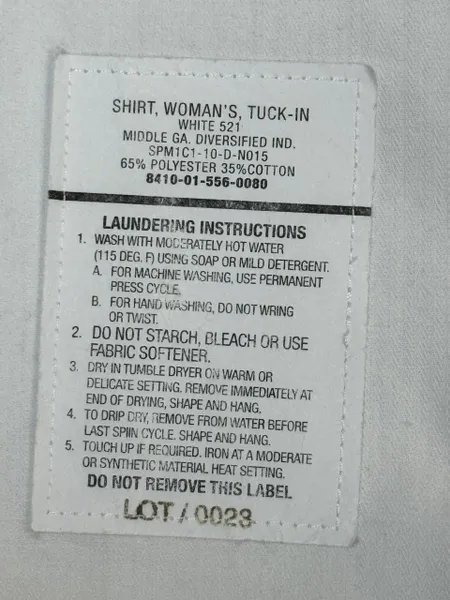 SHIRT, WOMAN'S, TUCK-IN
WHITE 521
MIDDLE GA. DIVERSIFIED IND.
SPM1C1-10-D-N015
65% POLYESTER 35%COTTON
8410-01-556-0080
LAUNDERING INSTRUCTIONS
1. WASH WITH MODERATELY HOT WATER
(115 DEG. F) USING SOAP OR MILD DETERGENT.
A. FOR MACHINE WASHING, USE PERMANENT
PRESS CYCLE.
B. FOR HAND WASHING, DO NOT WRING
OR TWIST.
2. DO NOT STARCH, BLEACH OR USE
FABRIC SOFTENER.
3. DRY IN TUMBLE DRYER ON WARM OR
DELICATE SETTING. REMOVE IMMEDIATELY AT
END OF DRYING, SHAPE AND HANG.
4. TO DRIP DRY, REMOVE FROM WATER BEFORE
LAST SPIIN CYCLE. SHAPE AND HANG.
5. TOUCH UP IF REQUIRED. IRON AT A MODERATE
OR SYNTHETIC MATERIAL HEAT SETTING.
DO NOT REMOVE THIS LABEL
LOT / 0023